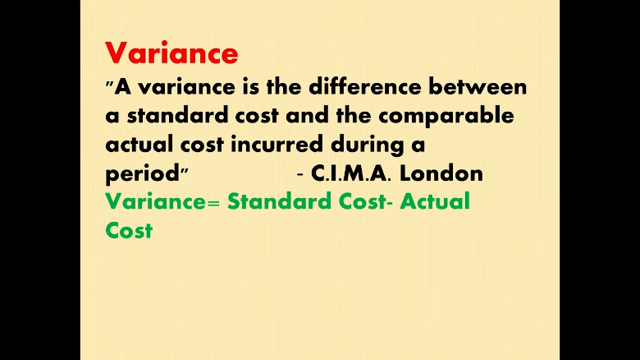 Variance
"A variance is the difference between
a standard cost and the comparable
actual cost incurred during a
period" - C.I.M.A. London
Variance= Standard Cost- Actual
Cost